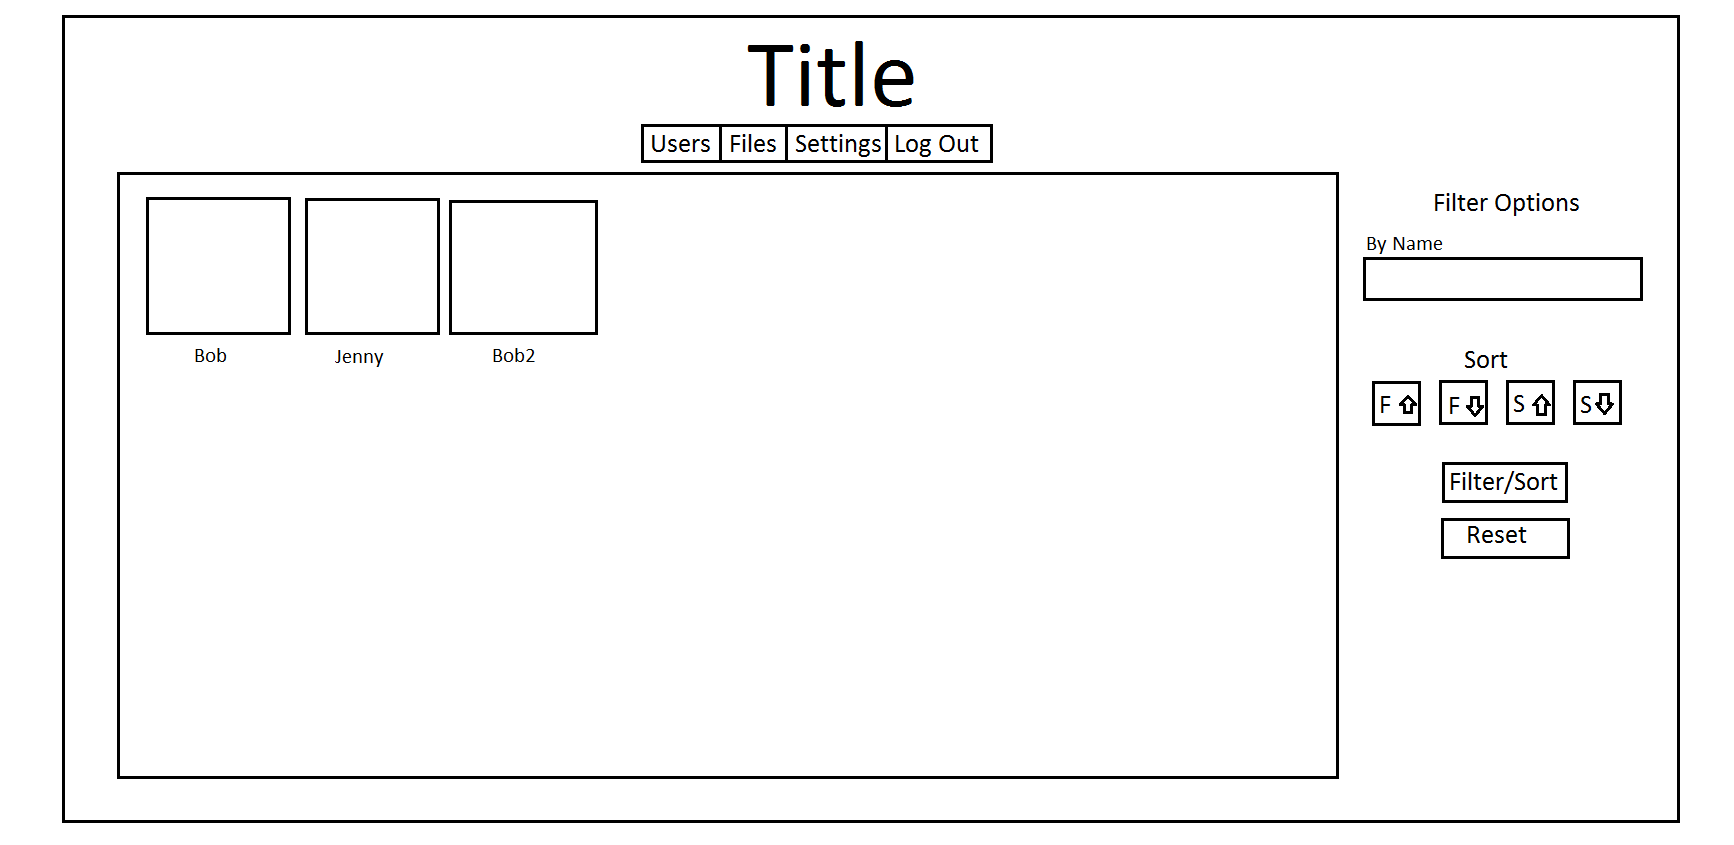 Title
Users Files Settings Log Out
Filter Options
By Name
Bob Jenny Bob2
Sort
F F S S
Filter/Sort
Reset